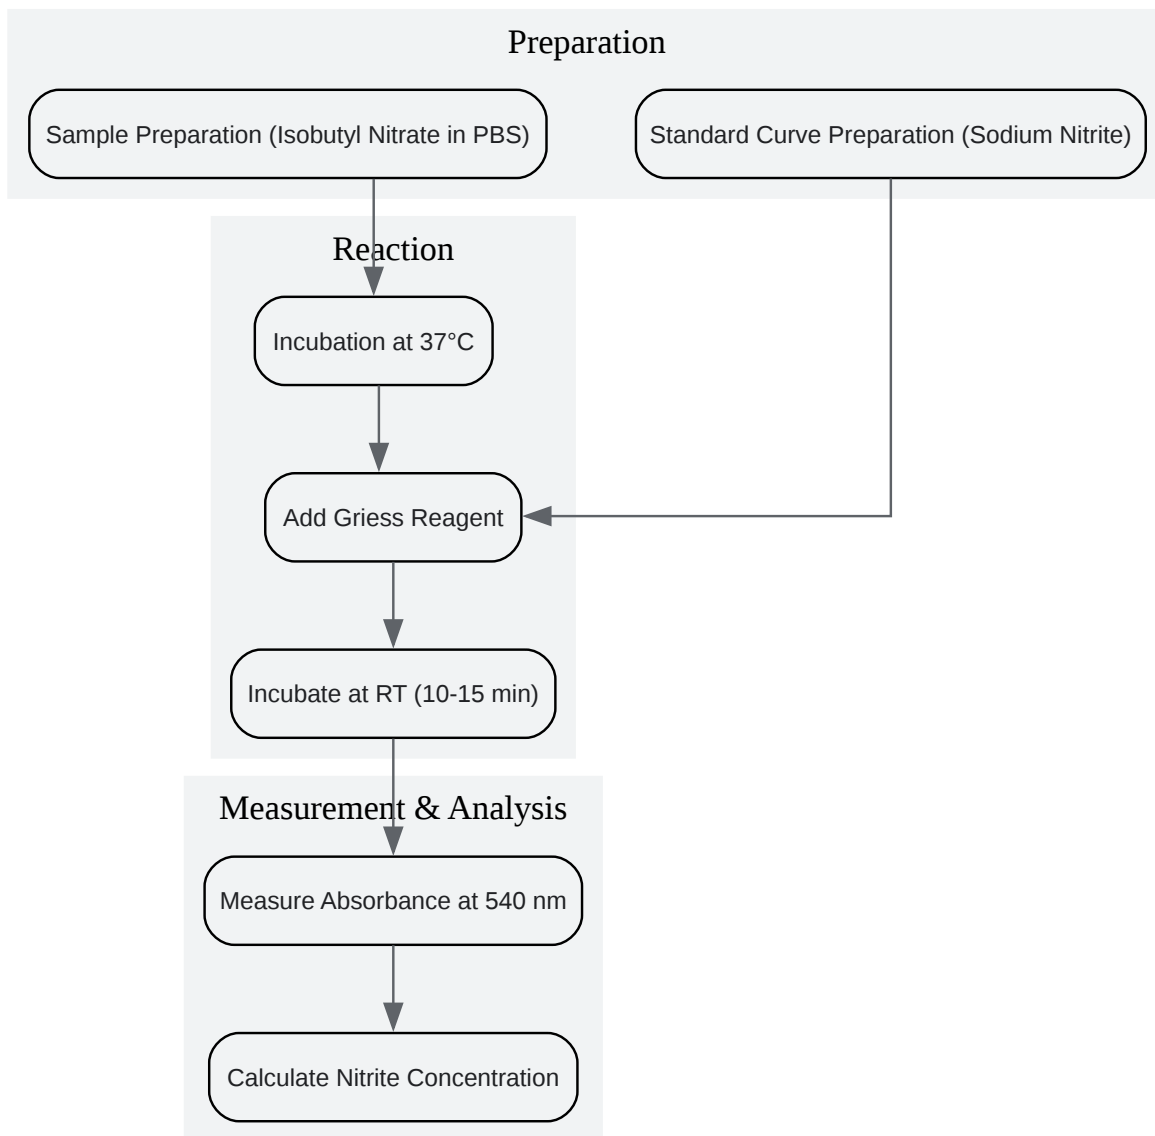 Preparation
Sample Preparation (Isobutyl Nitrate in PBS)
Standard Curve Preparation (Sodium Nitrite)
Reaction
Incubation at 37°C
Add Griess Reagent
Incubate at RT (10-15 min)
Measurement & Analysis
Measure Absorbance at 540 nm
Calculate Nitrite Concentration